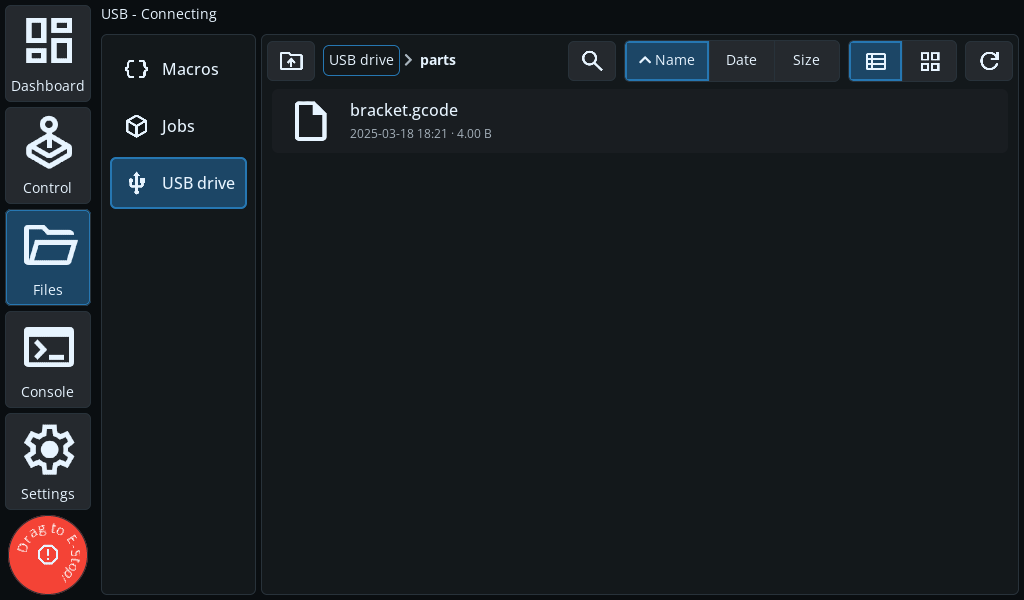 USB - Connecting
Dashboard
Control
Files
Console
Settings
Drag to E-Stop!
Macros
Jobs
USB drive
USB drive
parts
Name
Date
Size
bracket.gcode
2025-03-18 18:21 · 4.00 B